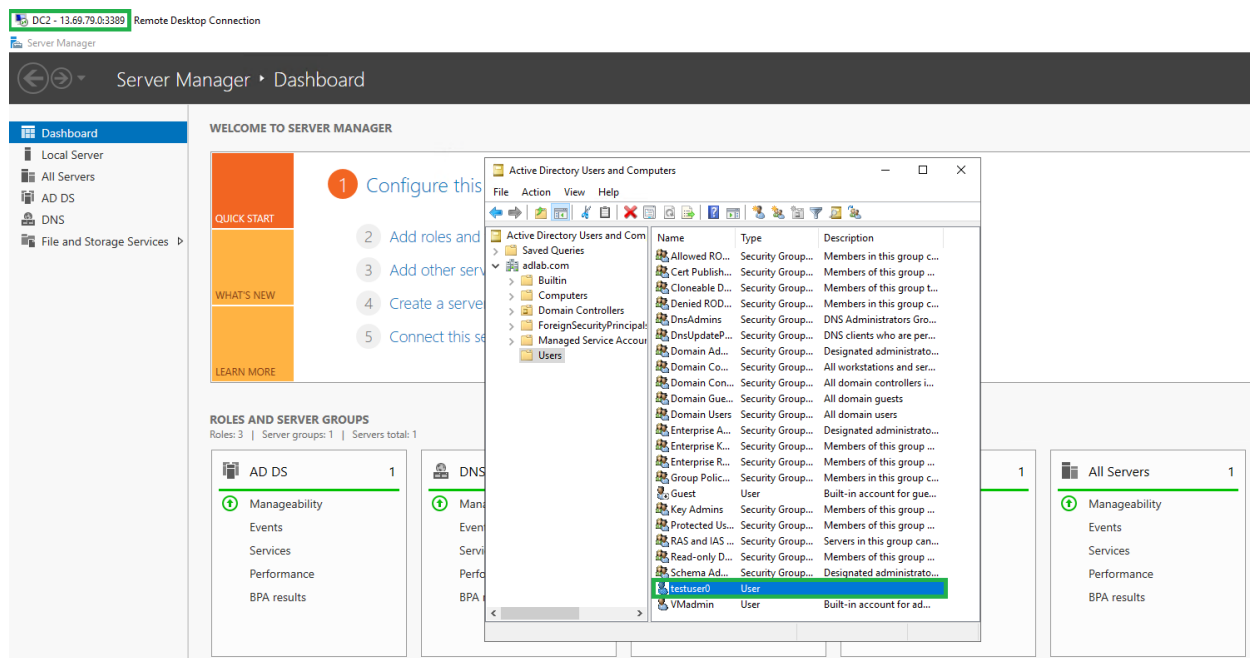 DC2 - 13.69.79.0:3389 Remote Desktop Connection
Server Manager
Server Manager ‣ Dashboard
Dashboard
Local Server
All Servers
AD DS
DNS
File and Storage Services
WELCOME TO SERVER MANAGER
QUICK START
WHAT'S NEW
LEARN MORE
1 Configure this
2 Add roles and
3 Add other serv
4 Create a serve
5 Connect this se
Active Directory Users and Computers
File Action View Help
Active Directory Users and Com
Saved Queries
adlab.com
Builtin
Computers
Domain Controllers
ForeignSecurityPrincipals
Managed Service Accour
Users
Name Type Description
Allowed RO... Security Group... Members in this group c...
Cert Publish... Security Group... Members of this group ...
Cloneable D... Security Group... Members of this group t...
Denied ROD... Security Group... Members in this group c...
DnsAdmins Security Group... DNS Administrators Gro...
DnsUpdateP... Security Group... DNS clients who are per...
Domain Ad... Security Group... Designated administrato...
Domain Co... Security Group... All workstations and ser...
Domain Con... Security Group... All domain controllers i...
Domain Gue... Security Group... All domain guests
Domain Users Security Group... All domain users
Enterprise A... Security Group... Designated administrato...
Enterprise K... Security Group... Members of this group ...
Enterprise R... Security Group... Members of this group ...
Group Polic... Security Group... Members in this group c...
Guest User Built-in account for gue...
Key Admins Security Group... Members of this group ...
Protected Us... Security Group... Members of this group ...
RAS and IAS ... Security Group... Servers in this group can...
Read-only D... Security Group... Members of this group ...
Schema Ad... Security Group... Designated administrato...
testuser0 User
VMadmin User Built-in account for ad...
ROLES AND SERVER GROUPS
Roles: 3 | Server groups: 1 | Servers total: 1
AD DS 1
Manageability
Events
Services
Performance
BPA results
DNS
Mana
Even
Servi
Perfo
BPA r
1
All Servers 1
Manageability
Events
Services
Performance
BPA results